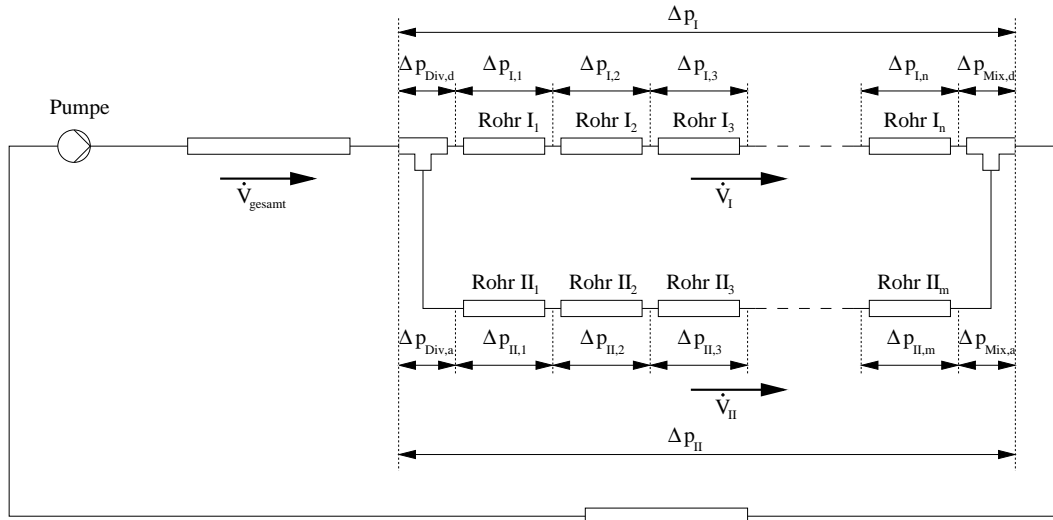 Δp_I
Δp_Div,d Δp_I,1 Δp_I,2 Δp_I,3 Δp_I,n Δp_Mix,d
Pumpe
Rohr I_1 Rohr I_2 Rohr I_3 Rohr I_n
V̇_gesamt V̇_I
Rohr II_1 Rohr II_2 Rohr II_3 Rohr II_m
Δp_Div,a Δp_II,1 Δp_II,2 Δp_II,3 Δp_II,m Δp_Mix,a
V̇_II
Δp_II